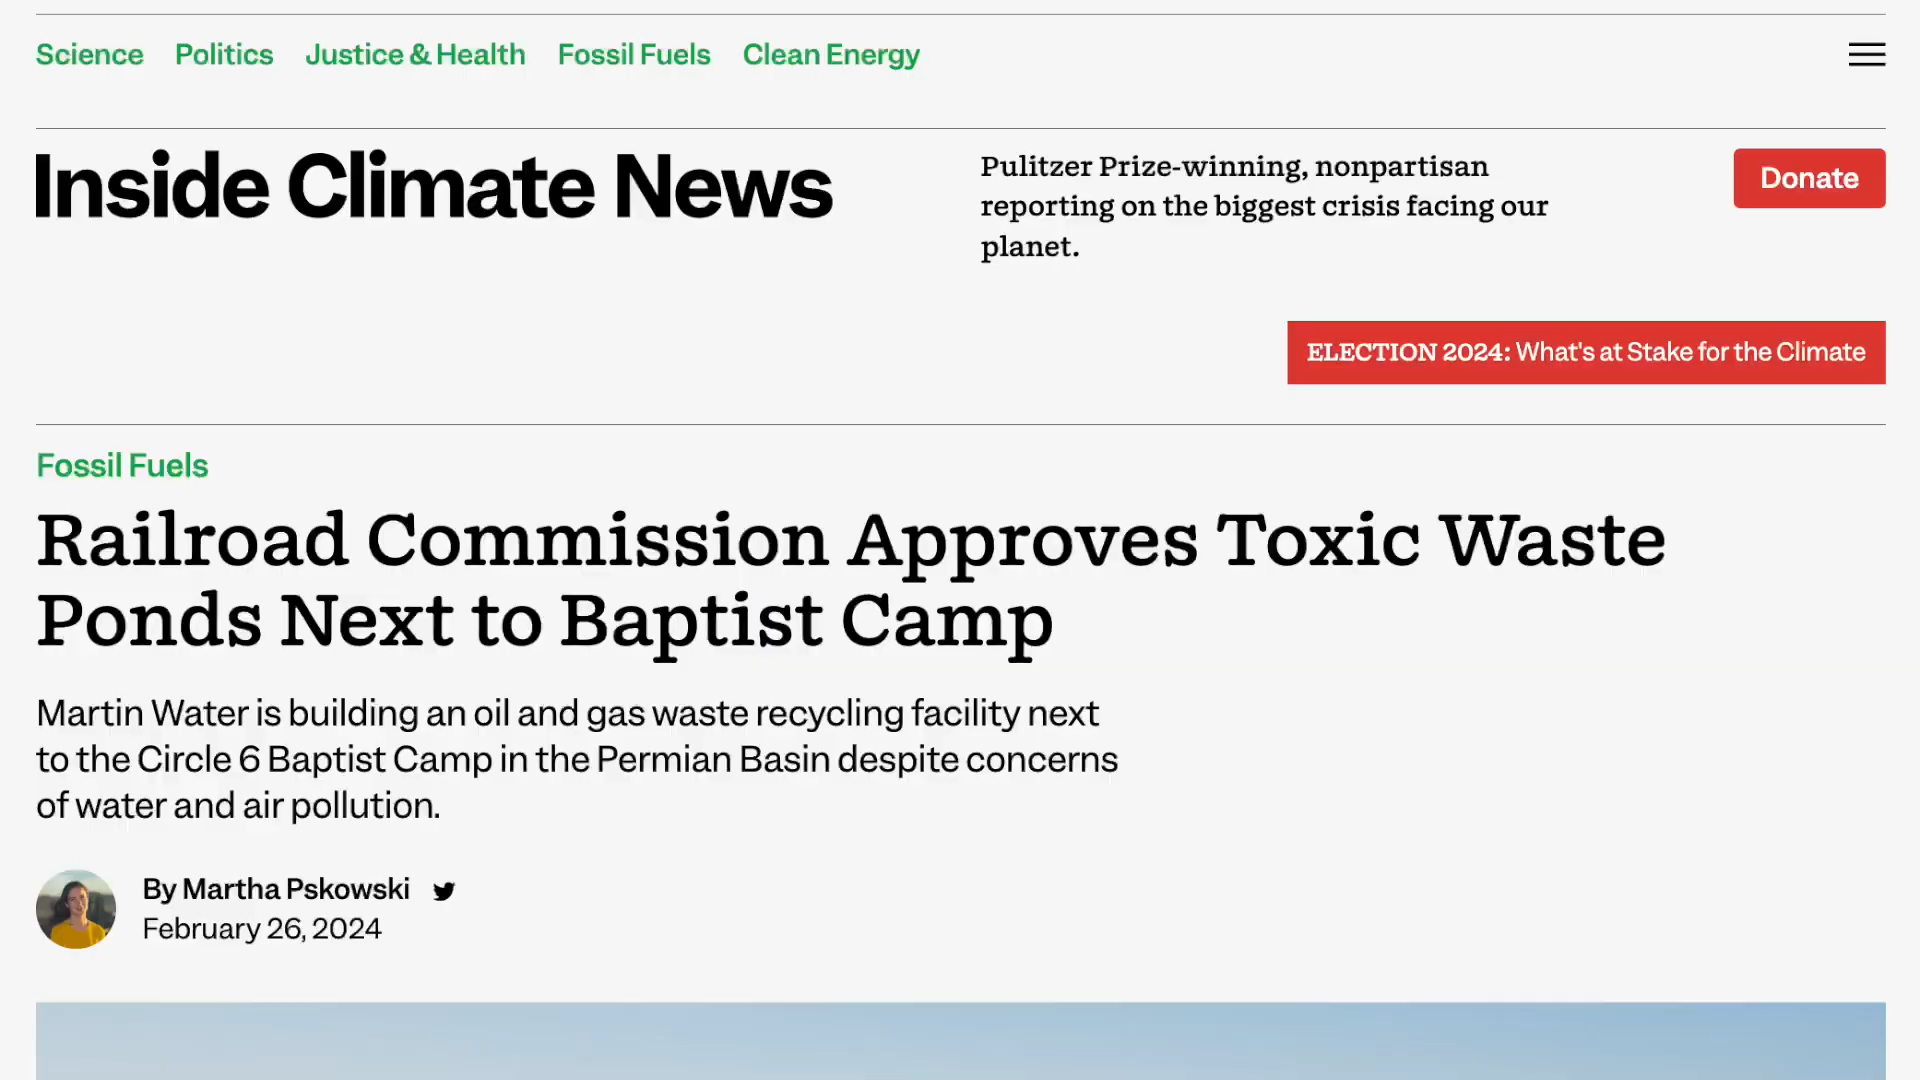 Science Politics Justice & Health Fossil Fuels Clean Energy
Inside Climate News
Pulitzer Prize-winning, nonpartisan
reporting on the biggest crisis facing our
planet.
Donate
ELECTION 2024: What's at Stake for the Climate
Fossil Fuels
Railroad Commission Approves Toxic Waste
Ponds Next to Baptist Camp
Martin Water is building an oil and gas waste recycling facility next
to the Circle 6 Baptist Camp in the Permian Basin despite concerns
of water and air pollution.
By Martha Pskowski
February 26, 2024